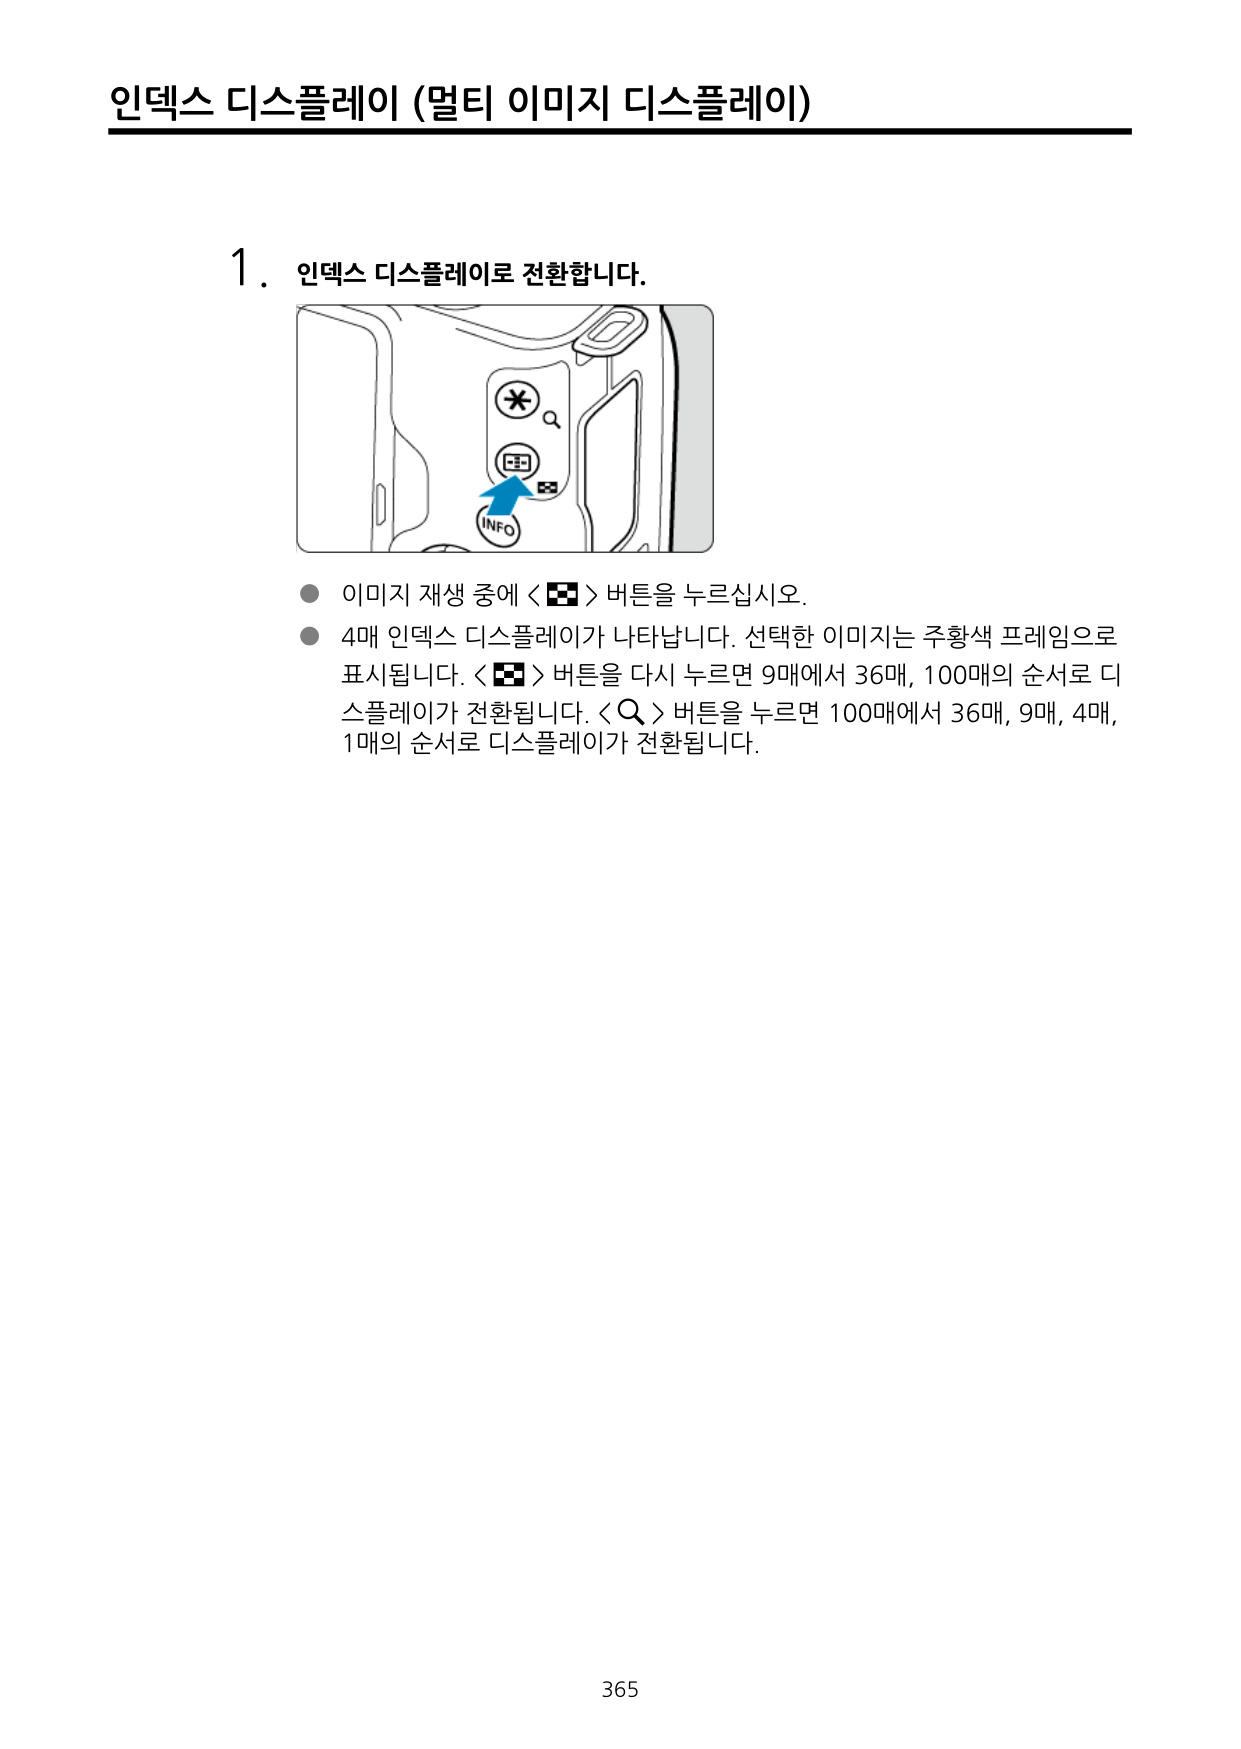 인덱스 디스플레이 (멀티 이미지 디스플레이)
1. 인덱스 디스플레이로 전환합니다.
INFO
● 이미지 재생 중에 < > 버튼을 누르십시오.
● 4매 인덱스 디스플레이가 나타납니다. 선택한 이미지는 주황색 프레임으로
표시됩니다. < > 버튼을 다시 누르면 9매에서 36매, 100매의 순서로 디
스플레이가 전환됩니다. < > 버튼을 누르면 100매에서 36매, 9매, 4매,
1매의 순서로 디스플레이가 전환됩니다.
365